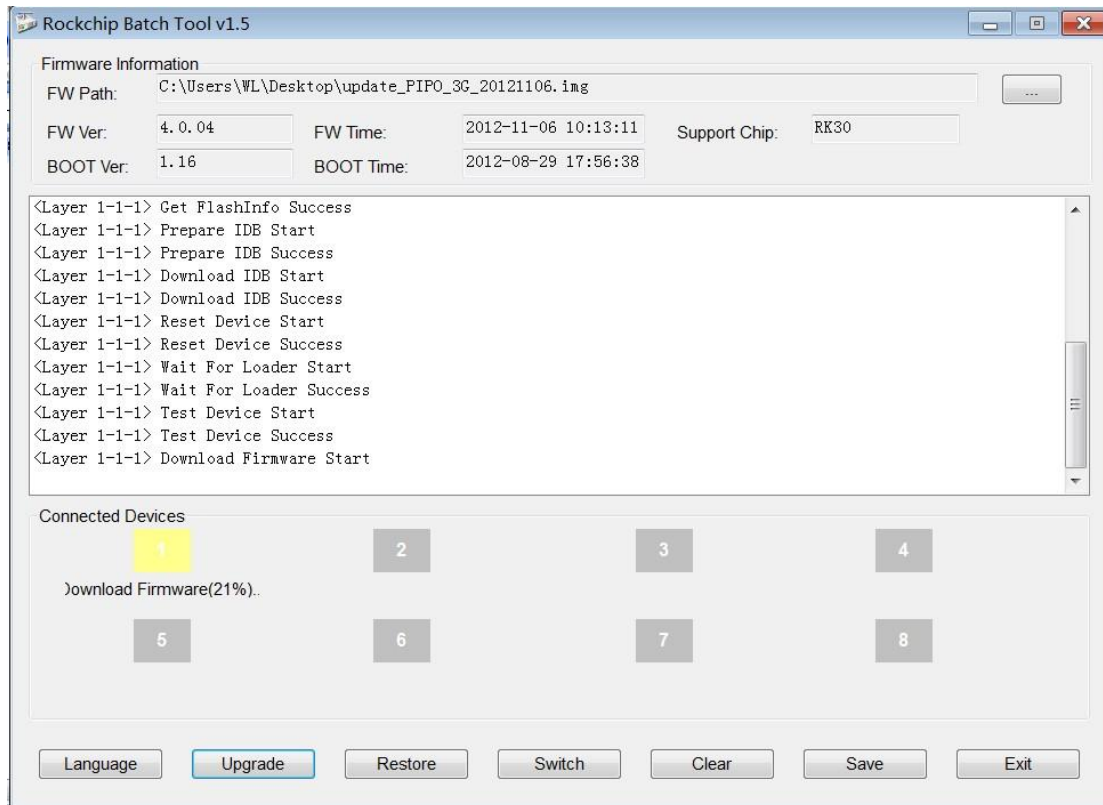 Rockchip Batch Tool v1.5
Firmware Information
FW Path: C:\Users\WL\Desktop\update_PIPO_3G_20121106.img ...
FW Ver: 4.0.04 FW Time: 2012-11-06 10:13:11 Support Chip: RK30
BOOT Ver: 1.16 BOOT Time: 2012-08-29 17:56:38
<Layer 1-1-1> Get FlashInfo Success
<Layer 1-1-1> Prepare IDB Start
<Layer 1-1-1> Prepare IDB Success
<Layer 1-1-1> Download IDB Start
<Layer 1-1-1> Download IDB Success
<Layer 1-1-1> Reset Device Start
<Layer 1-1-1> Reset Device Success
<Layer 1-1-1> Wait For Loader Start
<Layer 1-1-1> Wait For Loader Success
<Layer 1-1-1> Test Device Start
<Layer 1-1-1> Test Device Success
<Layer 1-1-1> Download Firmware Start
Connected Devices
1 2 3 4
Download Firmware(21%)..
5 6 7 8
Language Upgrade Restore Switch Clear Save Exit